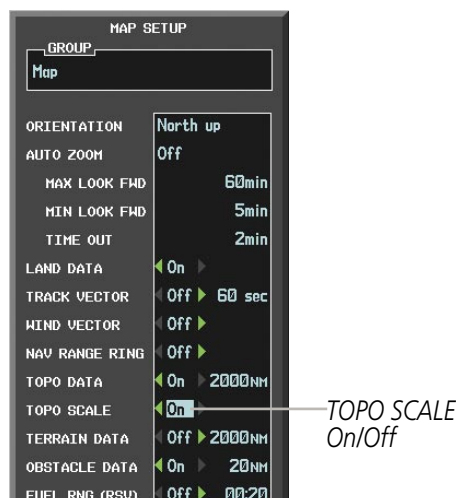 MAP SETUP
GROUP
Map
ORIENTATION North up
AUTO ZOOM Off
MAX LOOK FWD 60min
MIN LOOK FWD 5min
TIME OUT 2min
LAND DATA On
TRACK VECTOR Off 60 sec
WIND VECTOR Off
NAV RANGE RING Off
TOPO DATA On 2000NM
TOPO SCALE On
TERRAIN DATA Off 2000NM
OBSTACLE DATA On 20NM
FUEL RNG (RSV) Off 00:20
TOPO SCALE
On/Off